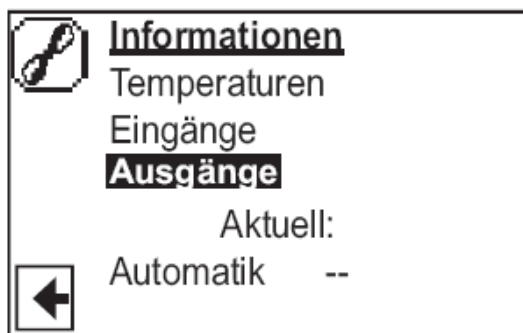 Informationen
Temperaturen
Eingänge
Ausgänge
Aktuell:
Automatik --